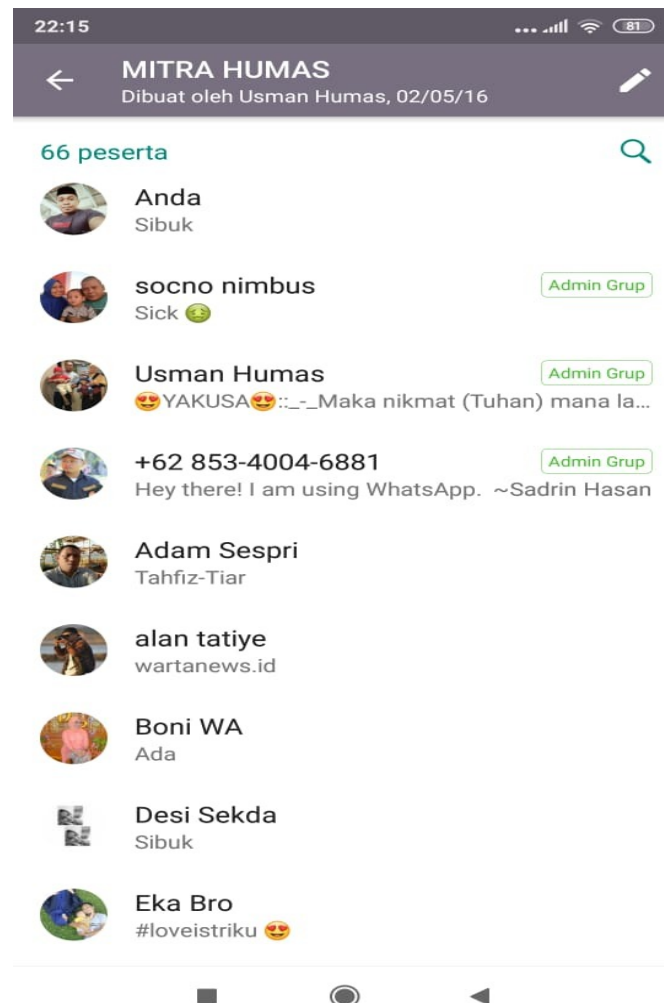 22:15
81
MITRA HUMAS
Dibuat oleh Usman Humas, 02/05/16
66 peserta
Anda
Sibuk
socno nimbus
Admin Grup
Sick 🤢
Usman Humas
Admin Grup
😍YAKUSA😍::_-_Maka nikmat (Tuhan) mana la...
+62 853-4004-6881
Admin Grup
Hey there! I am using WhatsApp. ~Sadrin Hasan
Adam Sespri
Tahfiz-Tiar
alan tatiye
wartanews.id
Boni WA
Ada
Desi Sekda
Sibuk
Eka Bro
#loveistriku 😍